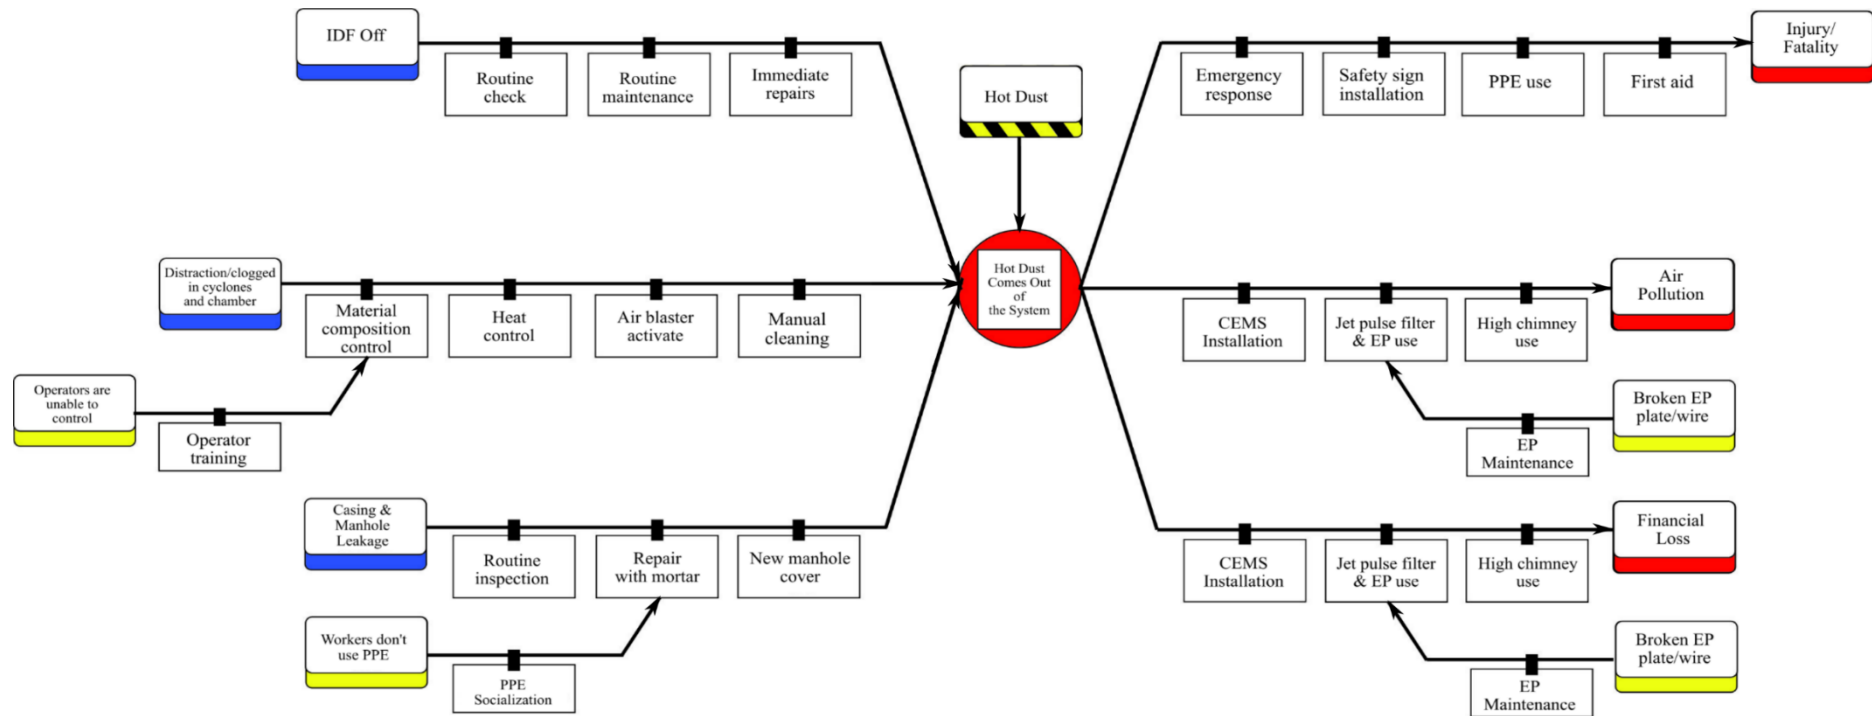 IDF Off
Routine
check
Routine
maintenance
Immediate
repairs
Hot Dust
Emergency
response
Safety sign
installation
PPE use
First aid
Injury/
Fatality
Distraction/clogged
in cyclones
and chamber
Material
composition
control
Heat
control
Air blaster
activate
Manual
cleaning
Hot Dust
Comes Out
of
the System
CEMS
Installation
Jet pulse filter
& EP use
High chimney
use
Air
Pollution
Operators are
unable to
control
Operator
training
EP
Maintenance
Broken EP
plate/wire
Casing &
Manhole
Leakage
Routine
inspection
Repair
with mortar
New manhole
cover
CEMS
Installation
Jet pulse filter
& EP use
High chimney
use
Financial
Loss
Workers don't
use PPE
PPE
Socialization
EP
Maintenance
Broken EP
plate/wire